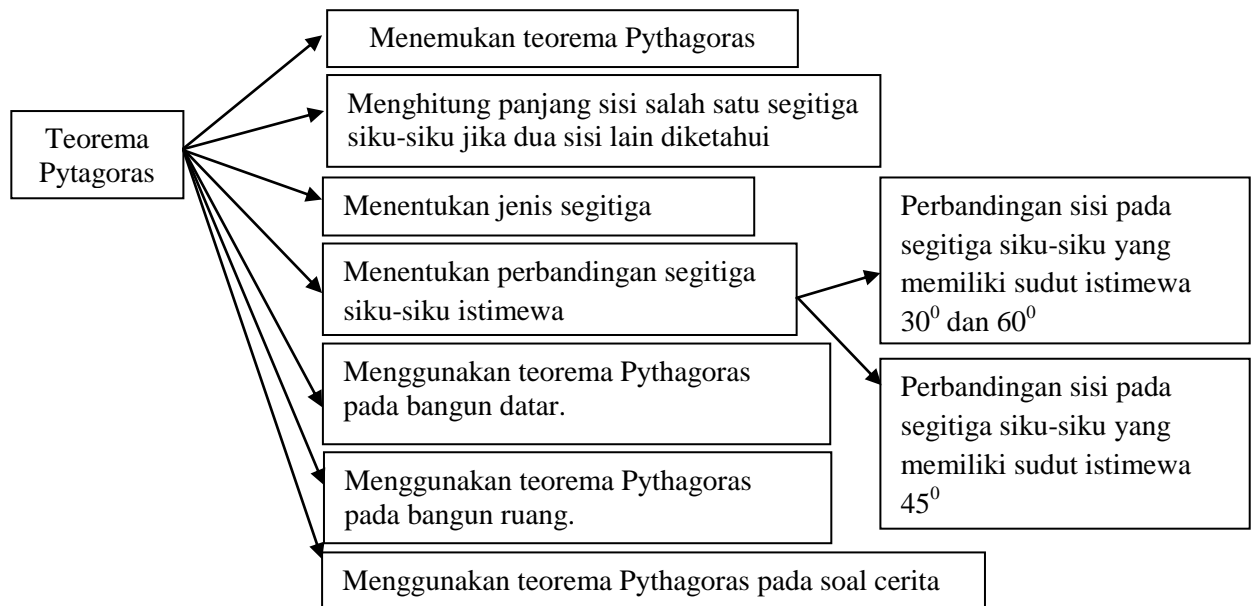 Teorema
Pytagoras
Menemukan teorema Pythagoras
Menghitung panjang sisi salah satu segitiga
siku-siku jika dua sisi lain diketahui
Menentukan jenis segitiga
Menentukan perbandingan segitiga
siku-siku istimewa
Perbandingan sisi pada
segitiga siku-siku yang
memiliki sudut istimewa
30⁰ dan 60⁰
Perbandingan sisi pada
segitiga siku-siku yang
memiliki sudut istimewa
45⁰
Menggunakan teorema Pythagoras
pada bangun datar.
Menggunakan teorema Pythagoras
pada bangun ruang.
Menggunakan teorema Pythagoras pada soal cerita